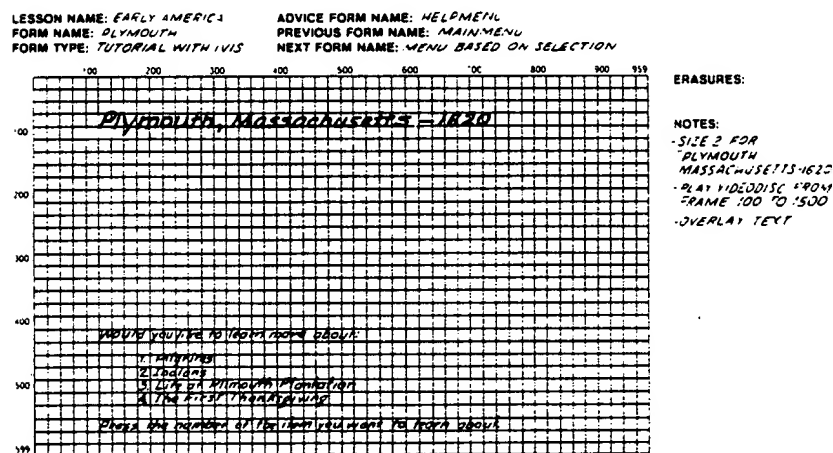 LESSON NAME: EARLY AMERICA
FORM NAME: PLYMOUTH
FORM TYPE: TUTORIAL WITH IVIS
ADVICE FORM NAME: HELPMENU
PREVIOUS FORM NAME: MAINMENU
NEXT FORM NAME: MENU BASED ON SELECTION
100 200 300 400 500 600 700 800 900 959
100
200
300
400
500
599
Plymouth, Massachusetts - 1620
Would you like to learn more about:
1. Pilgrims
2. Indians
3. Life at Plimouth Plantation
4. The First Thanksgiving
Press the number of the item you want to learn about.
ERASURES:
NOTES:
- SIZE 2 FOR
PLYMOUTH
MASSACHUSETTS-1620
- PLAY VIDEODISC FROM
FRAME 100 TO 1500
- OVERLAY TEXT